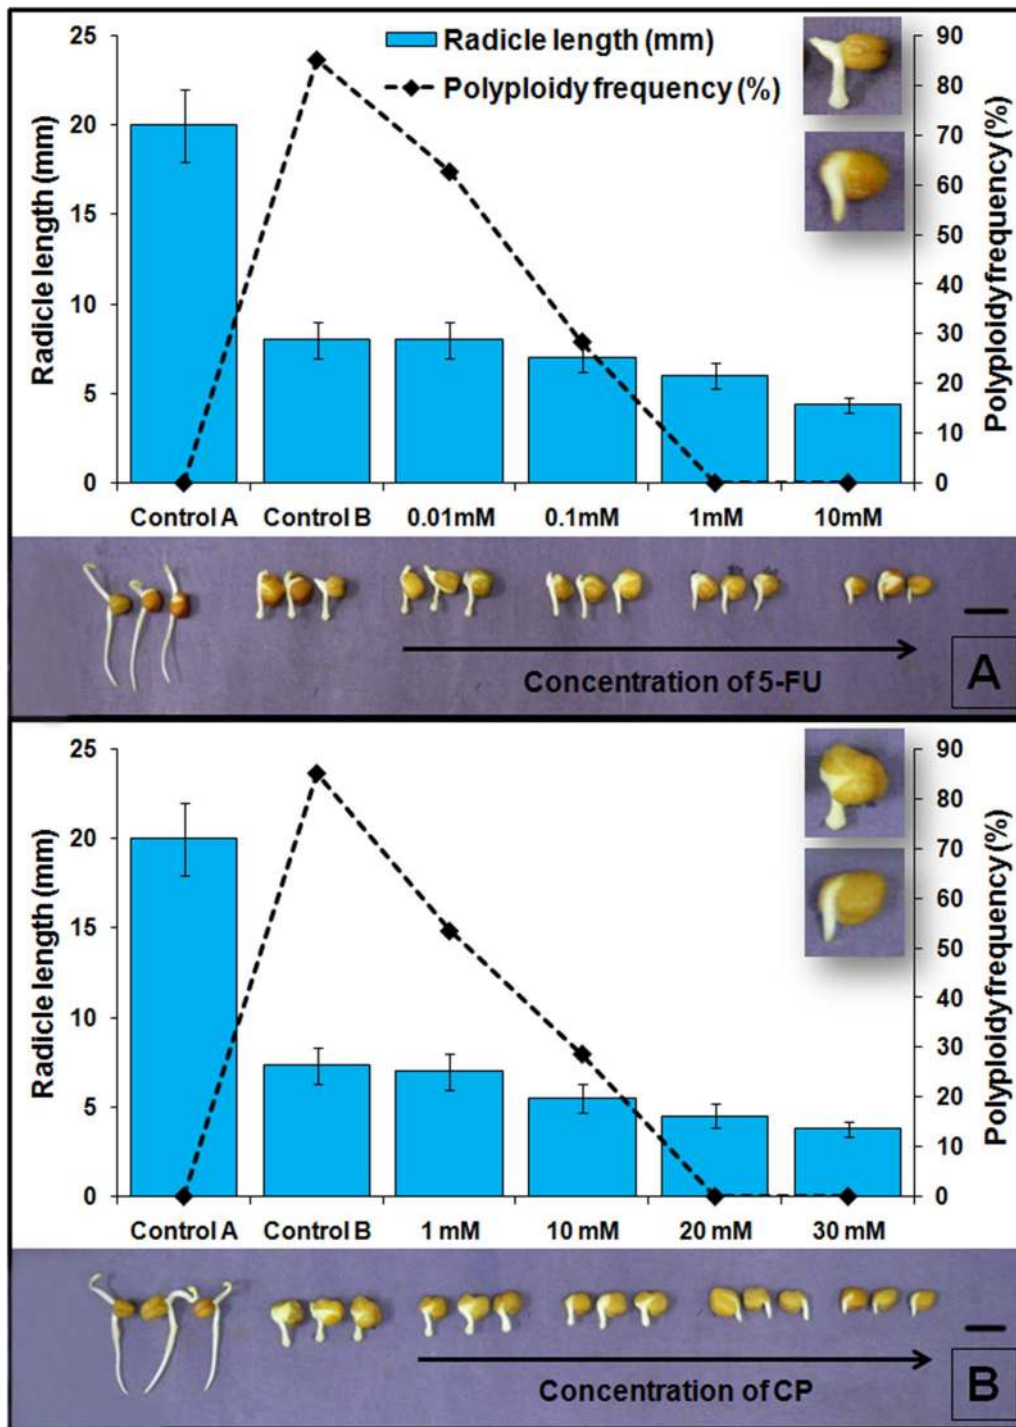 Radicle length (mm)
Polyploidy frequency (%)
25
20
15
10
5
0
Radicle length (mm)
90
80
70
60
50
40
30
20
10
0
Polyploidy frequency (%)
Control A Control B 0.01mM 0.1mM 1mM 10mM
Concentration of 5-FU
A
25
20
15
10
5
0
Radicle length (mm)
90
80
70
60
50
40
30
20
10
0
Polyploidy frequency (%)
Control A Control B 1 mM 10 mM 20 mM 30 mM
Concentration of CP
B